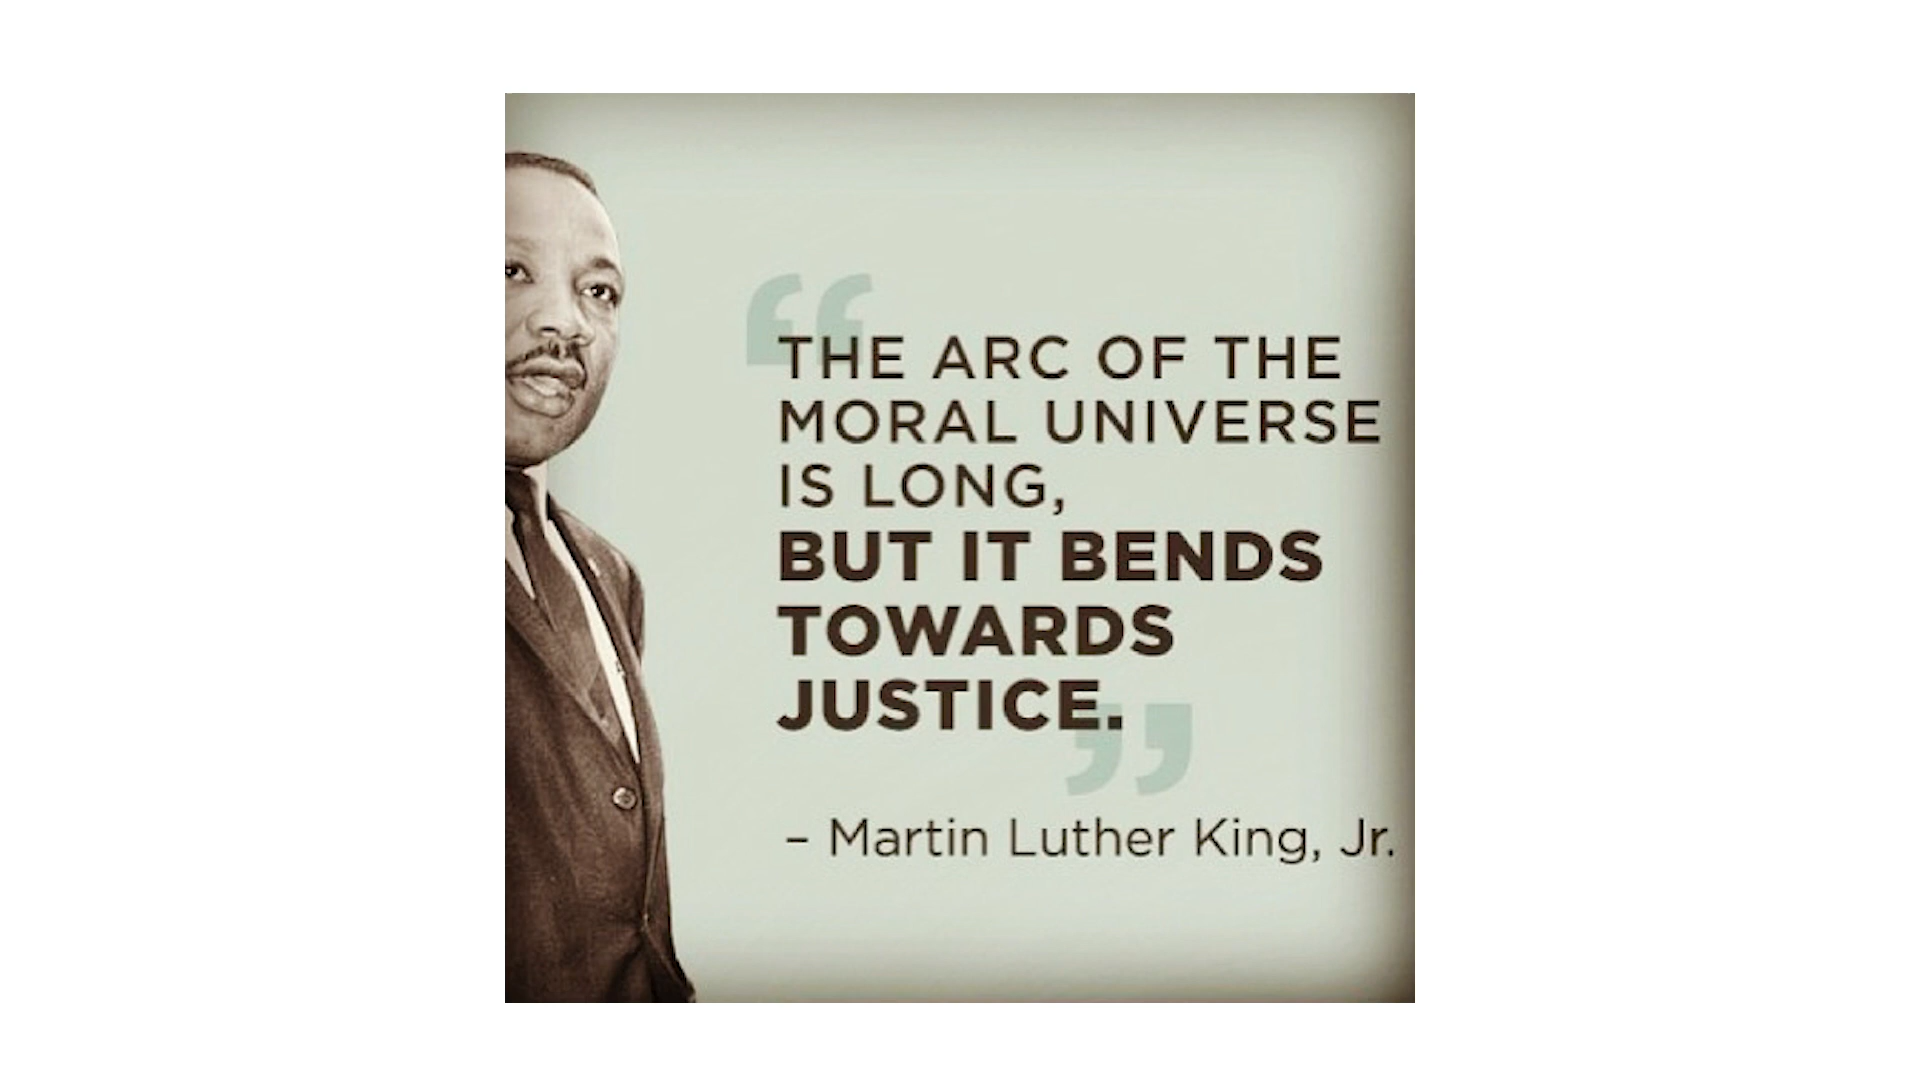 “THE ARC OF THE
MORAL UNIVERSE
IS LONG,
BUT IT BENDS
TOWARDS
JUSTICE.”
– Martin Luther King, Jr.